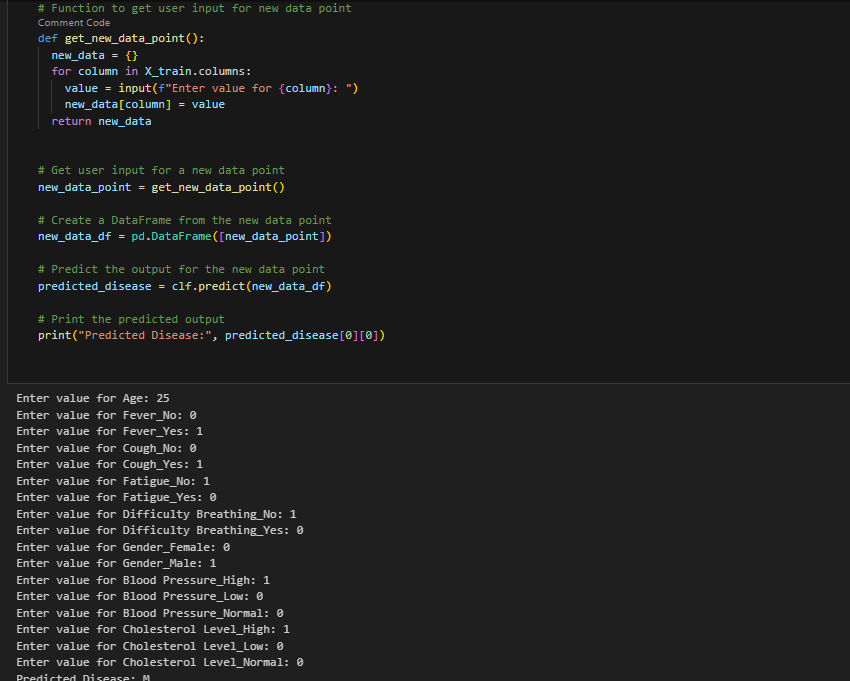 # Function to get user input for new data point
Comment Code
def get_new_data_point():
  new_data = {}
  for column in X_train.columns:
    value = input(f"Enter value for {column}: ")
    new_data[column] = value
  return new_data
# Get user input for a new data point
new_data_point = get_new_data_point()
# Create a DataFrame from the new data point
new_data_df = pd.DataFrame([new_data_point])
# Predict the output for the new data point
predicted_disease = clf.predict(new_data_df)
# Print the predicted output
print("Predicted Disease:", predicted_disease[0][0])
Enter value for Age: 25
Enter value for Fever_No: 0
Enter value for Fever_Yes: 1
Enter value for Cough_No: 0
Enter value for Cough_Yes: 1
Enter value for Fatigue_No: 1
Enter value for Fatigue_Yes: 0
Enter value for Difficulty Breathing_No: 1
Enter value for Difficulty Breathing_Yes: 0
Enter value for Gender_Female: 0
Enter value for Gender_Male: 1
Enter value for Blood Pressure_High: 1
Enter value for Blood Pressure_Low: 0
Enter value for Blood Pressure_Normal: 0
Enter value for Cholesterol Level_High: 1
Enter value for Cholesterol Level_Low: 0
Enter value for Cholesterol Level_Normal: 0
Predicted Disease: M